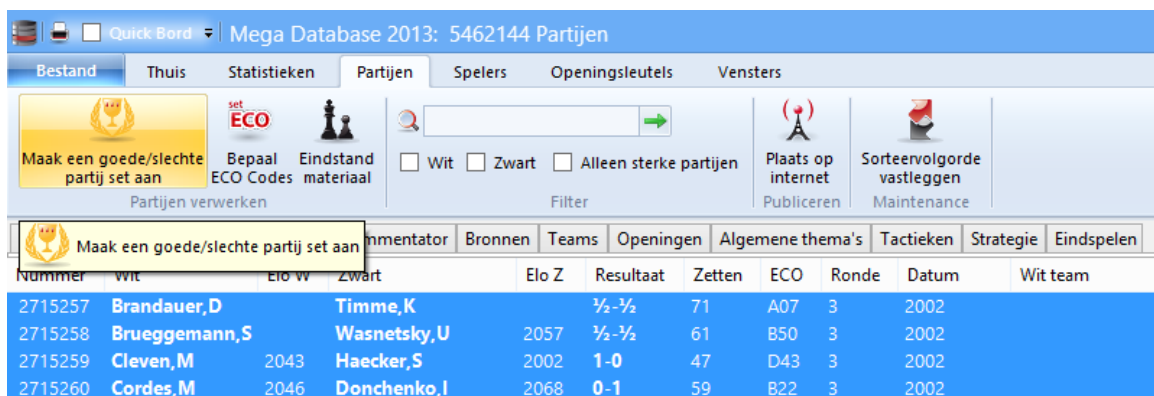 Quick Bord Mega Database 2013: 5462144 Partijen
Bestand Thuis Statistieken Partijen Spelers Openingsleutels Vensters
set
ECO
Maak een goede/slechte Bepaal Eindstand Wit Zwart Alleen sterke partijen Plaats op Sorteervolgorde
partij set aan ECO Codes materiaal internet vastleggen
Partijen verwerken Filter Publiceren Maintenance
Maak een goede/slechte partij set aan mmentator Bronnen Teams Openingen Algemene thema's Tactieken Strategie Eindspelen
Nummer Wit Elo W Zwart Elo Z Resultaat Zetten ECO Ronde Datum Wit team
2715257 Brandauer,D Timme,K ½-½ 71 A07 3 2002
2715258 Brueggemann,S Wasnetsky,U 2057 ½-½ 61 B50 3 2002
2715259 Cleven,M 2043 Haecker,S 2002 1-0 47 D43 3 2002
2715260 Cordes,M 2046 Donchenko,I 2068 0-1 59 B22 3 2002